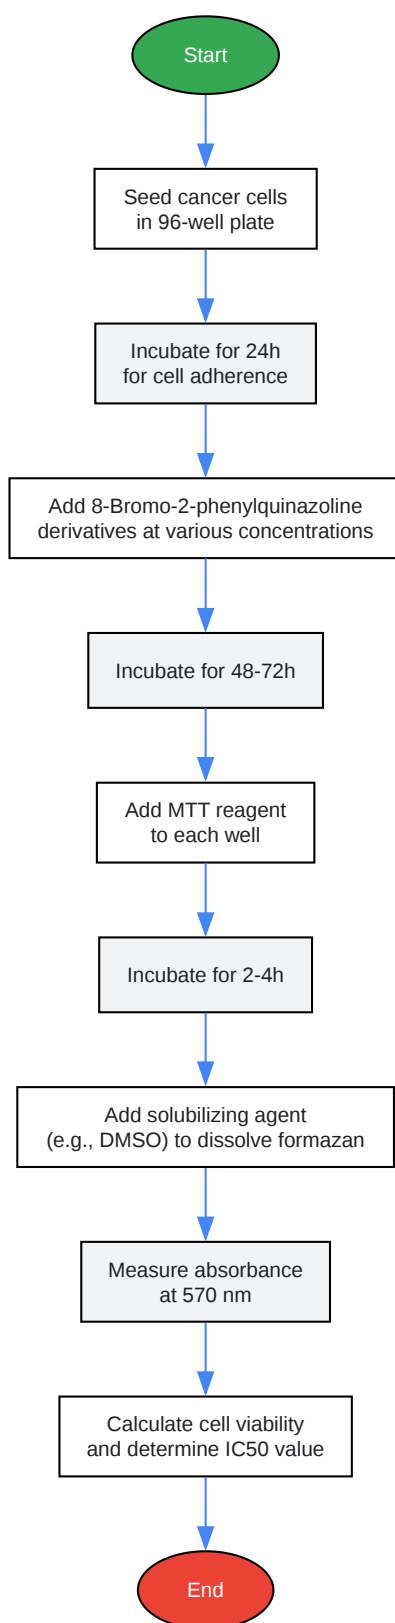 Start
Seed cancer cells
in 96-well plate
Incubate for 24h
for cell adherence
Add 8-Bromo-2-phenylquinazoline
derivatives at various concentrations
Incubate for 48-72h
Add MTT reagent
to each well
Incubate for 2-4h
Add solubilizing agent
(e.g., DMSO) to dissolve formazan
Measure absorbance
at 570 nm
Calculate cell viability
and determine IC50 value
End